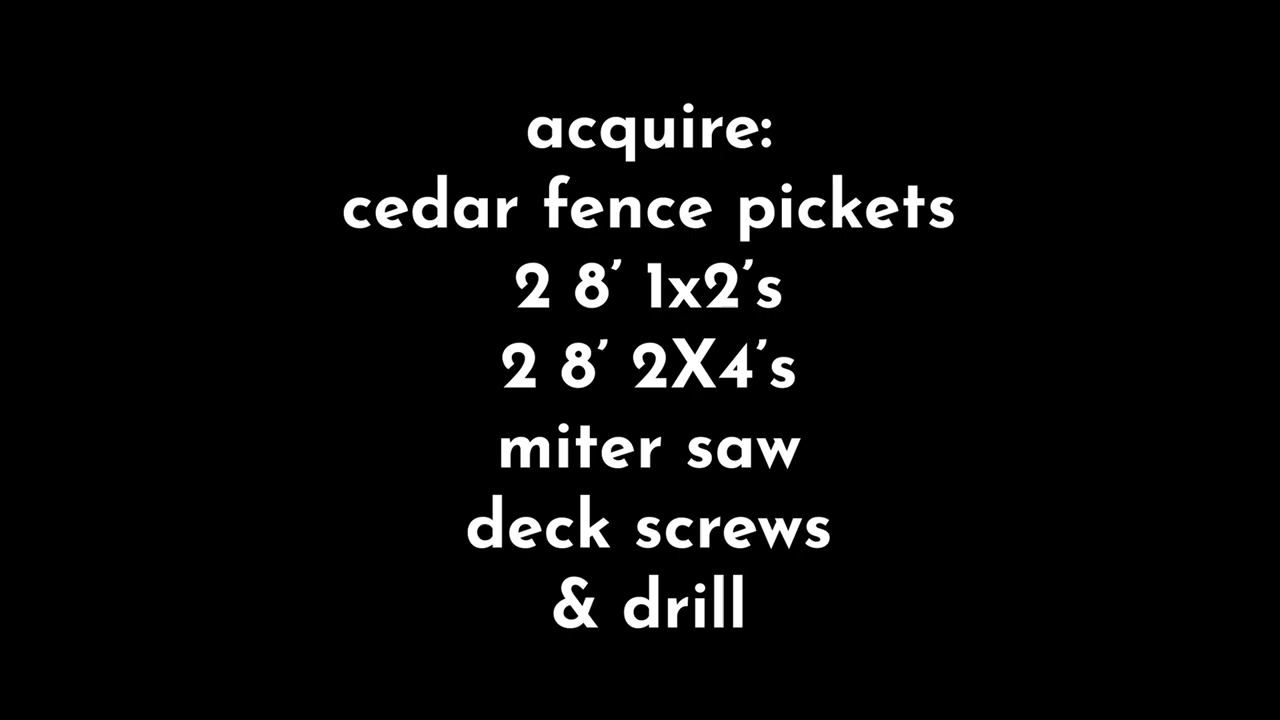 acquire:
cedar fence pickets
2 8’ 1x2’s
2 8’ 2X4’s
miter saw
deck screws
& drill